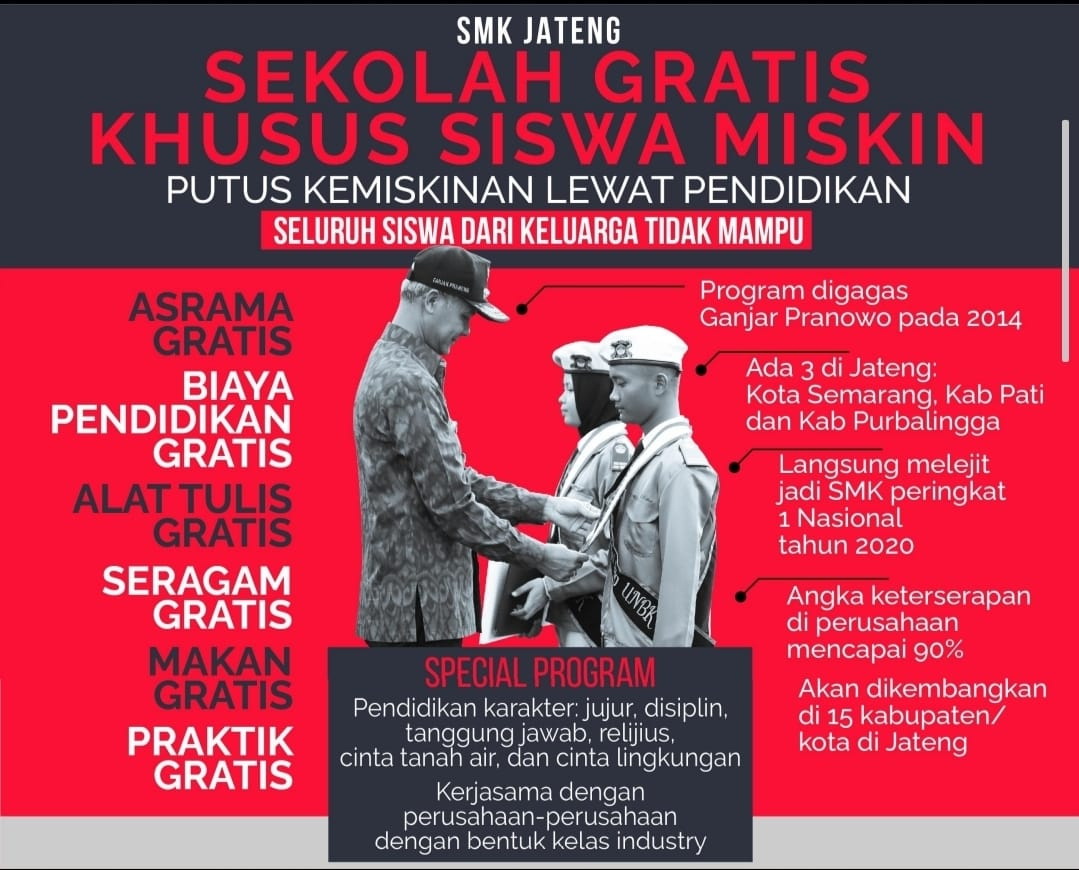 SMK JATENG
SEKOLAH GRATIS
KHUSUS SISWA MISKIN
PUTUS KEMISKINAN LEWAT PENDIDIKAN
SELURUH SISWA DARI KELUARGA TIDAK MAMPU
ASRAMA
GRATIS
BIAYA
PENDIDIKAN
GRATIS
ALAT TULIS
GRATIS
SERAGAM
GRATIS
MAKAN
GRATIS
PRAKTIK
GRATIS
GANJAR PRANOWO
UNBK
Program digagas
Ganjar Pranowo pada 2014
Ada 3 di Jateng:
Kota Semarang, Kab Pati
dan Kab Purbalingga
Langsung melejit
jadi SMK peringkat
1 Nasional
tahun 2020
Angka keterserapan
di perusahaan
mencapai 90%
Akan dikembangkan
di 15 kabupaten/
kota di Jateng
SPECIAL PROGRAM
Pendidikan karakter: jujur, disiplin,
tanggung jawab, relijius,
cinta tanah air, dan cinta lingkungan
Kerjasama dengan
perusahaan-perusahaan
dengan bentuk kelas industry